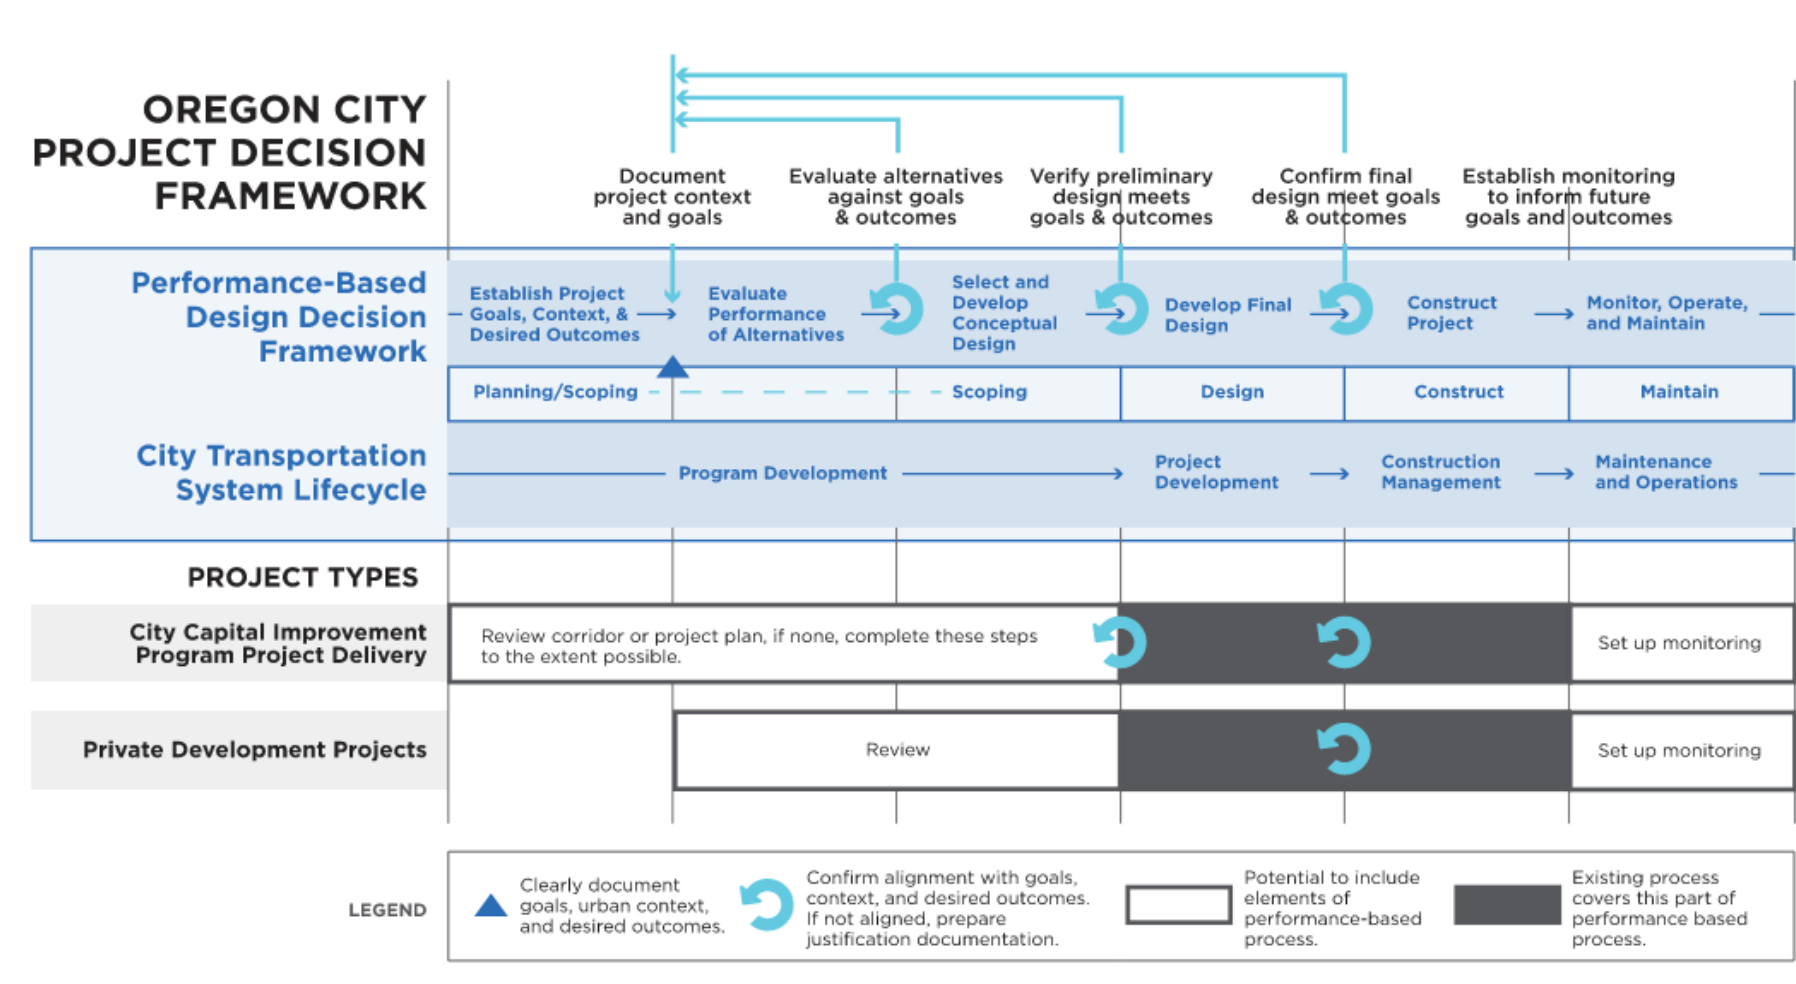 OREGON CITY
PROJECT DECISION
FRAMEWORK
Document
project context
and goals
Evaluate alternatives
against goals
& outcomes
Verify preliminary
design meets
goals & outcomes
Confirm final
design meet goals
& outcomes
Establish monitoring
to inform future
goals and outcomes
Performance-Based
Design Decision
Framework
Establish Project
Goals, Context, &
Desired Outcomes
Evaluate
Performance
of Alternatives
Select and
Develop
Conceptual
Design
Develop Final
Design
Construct
Project
Monitor, Operate,
and Maintain
Planning/Scoping
Scoping
Design
Construct
Maintain
City Transportation
System Lifecycle
Program Development
Project
Development
Construction
Management
Maintenance
and Operations
PROJECT TYPES
City Capital Improvement
Program Project Delivery
Review corridor or project plan, if none, complete these steps
to the extent possible.
Set up monitoring
Private Development Projects
Review
Set up monitoring
LEGEND
Clearly document
goals, urban context,
and desired outcomes.
Confirm alignment with goals,
context, and desired outcomes.
If not aligned, prepare
justification documentation.
Potential to include
elements of
performance-based
process.
Existing process
covers this part of
performance based
process.